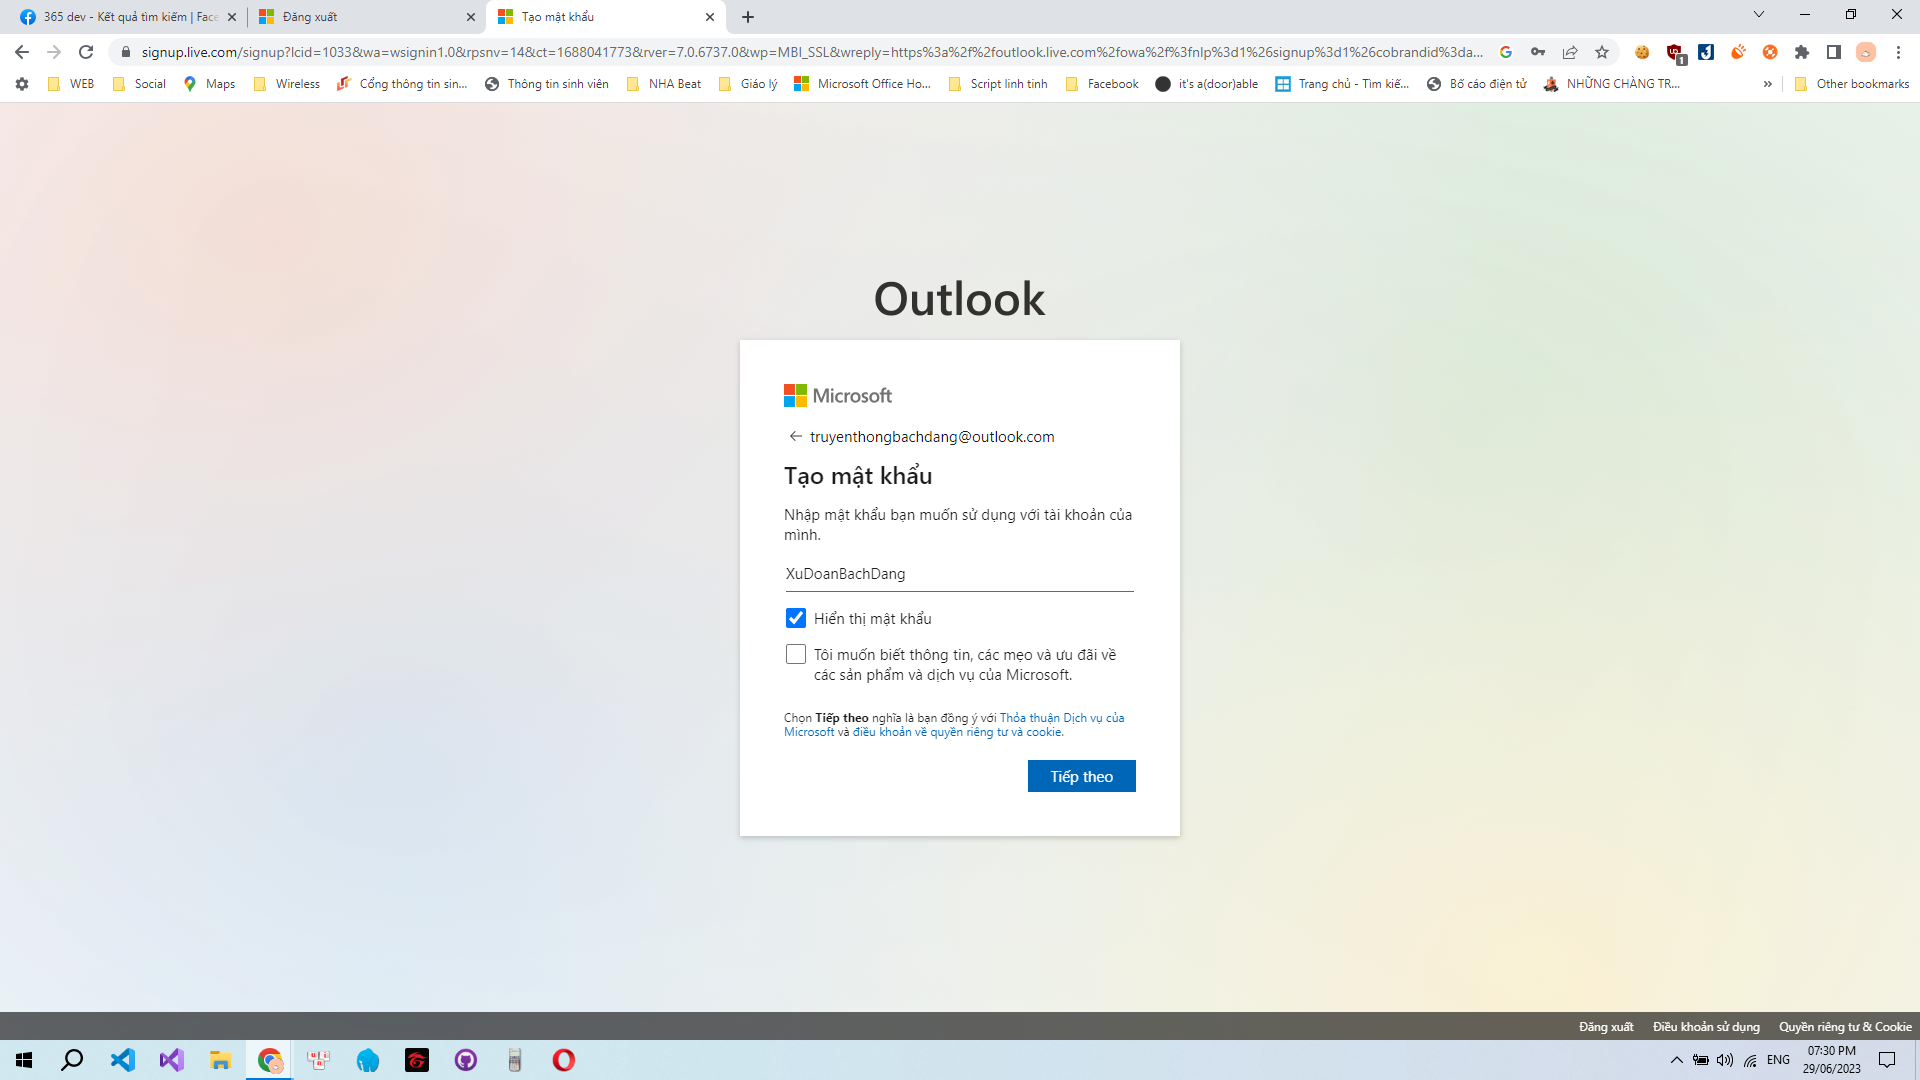 365 dev - Kết quả tìm kiếm | Face
Đăng xuất
Tạo mật khẩu
signup.live.com/signup?lcid=1033&wa=wsignin1.0&rpsnv=14&ct=1688041773&rver=7.0.6737.0&wp=MBI_SSL&wreply=https%3a%2f%2foutlook.live.com%2fowa%2f%3fnlp%3d1%26signup%3d1%26cobrandid%3da...
1
WEB
Social
Maps
Wireless
Cổng thông tin sin...
Thông tin sinh viên
NHA Beat
Giáo lý
Microsoft Office Ho...
Script linh tinh
Facebook
it's a(door)able
Trang chủ - Tìm kiế...
Bố cáo điện tử
NHỮNG CHÀNG TR...
»
Other bookmarks
Outlook
Microsoft
truyenthongbachdang@outlook.com
Tạo mật khẩu
Nhập mật khẩu bạn muốn sử dụng với tài khoản của
mình.
XuDoanBachDang
Hiển thị mật khẩu
Tôi muốn biết thông tin, các mẹo và ưu đãi về
các sản phẩm và dịch vụ của Microsoft.
Chọn Tiếp theo nghĩa là bạn đồng ý với Thỏa thuận Dịch vụ của
Microsoft và điều khoản về quyền riêng tư và cookie.
Tiếp theo
Đăng xuất
Điều khoản sử dụng
Quyền riêng tư & Cookie
ENG
07:30 PM
29/06/2023